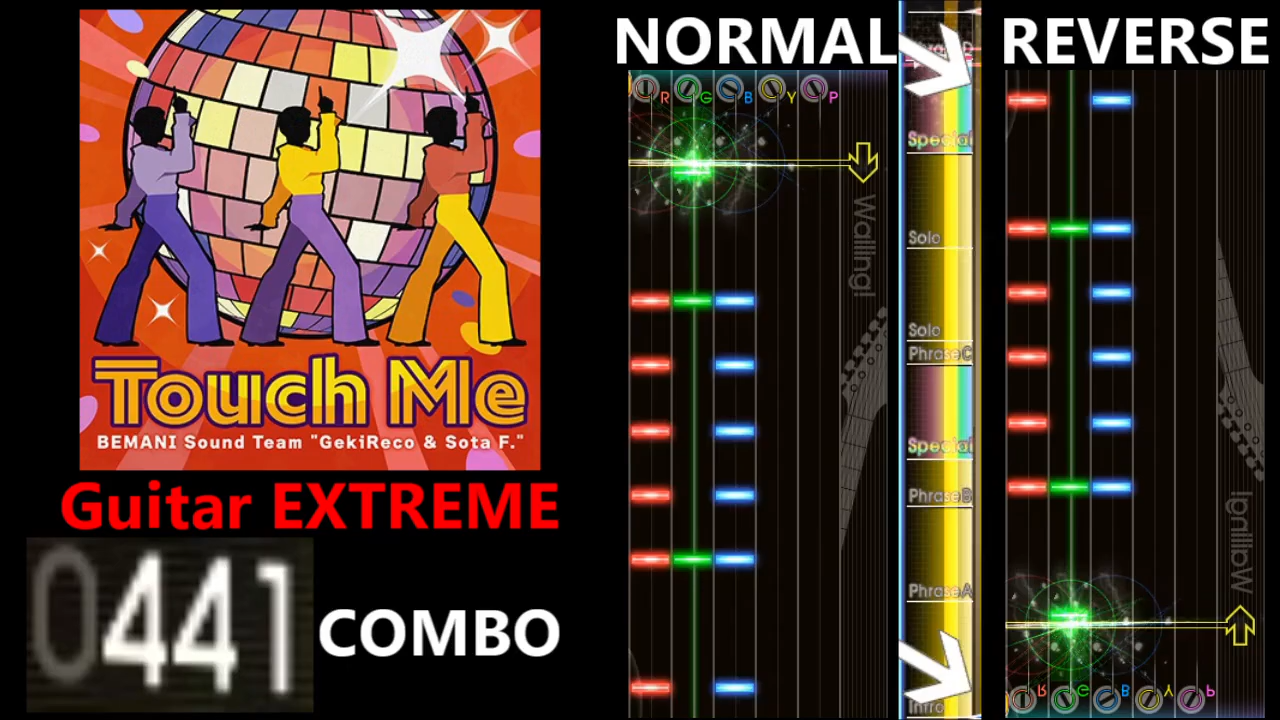 Touch Me
BEMANI Sound Team "GekiReco & Sota F."
Guitar EXTREME
0441 COMBO
NORMAL
R G B Y P
Wailing!
Special
Solo
Solo
PhraseC
Special
PhraseB
PhraseA
Intro
REVERSE
Wailing!
R G B Y P